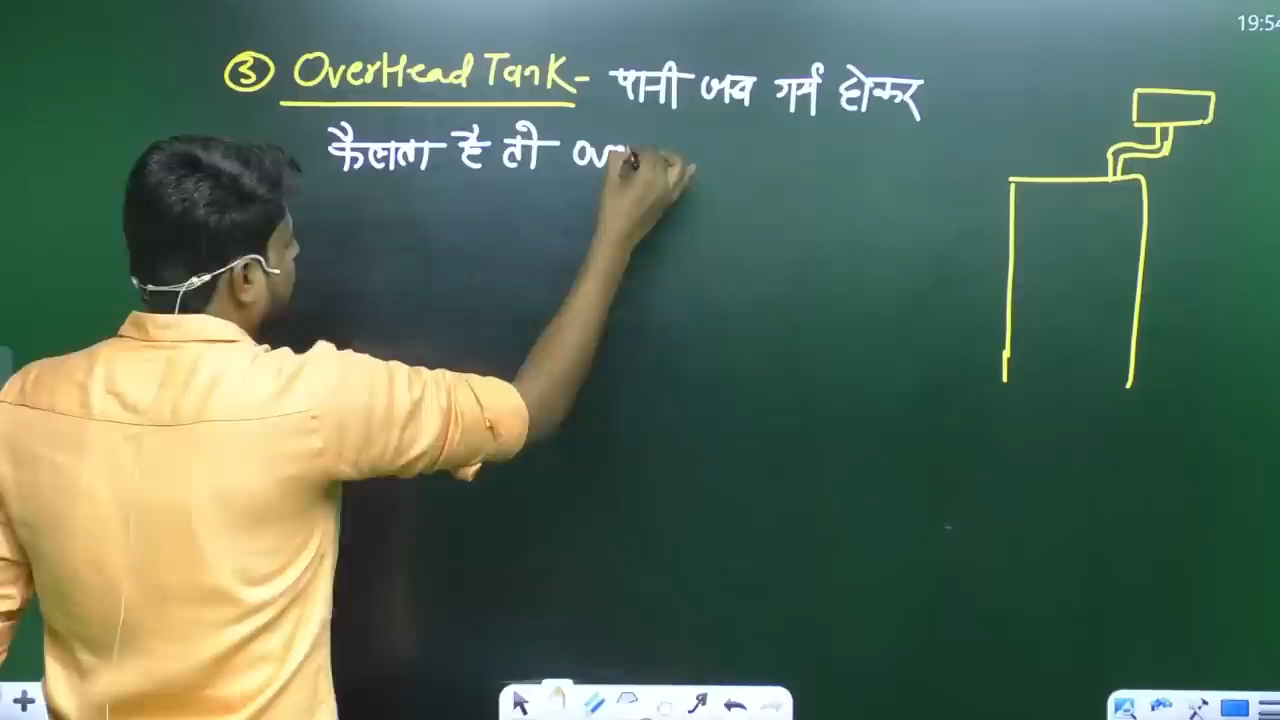 ③ OverHead Tank- पानी जब गर्म होकर
फैलता है तो ov
19:54